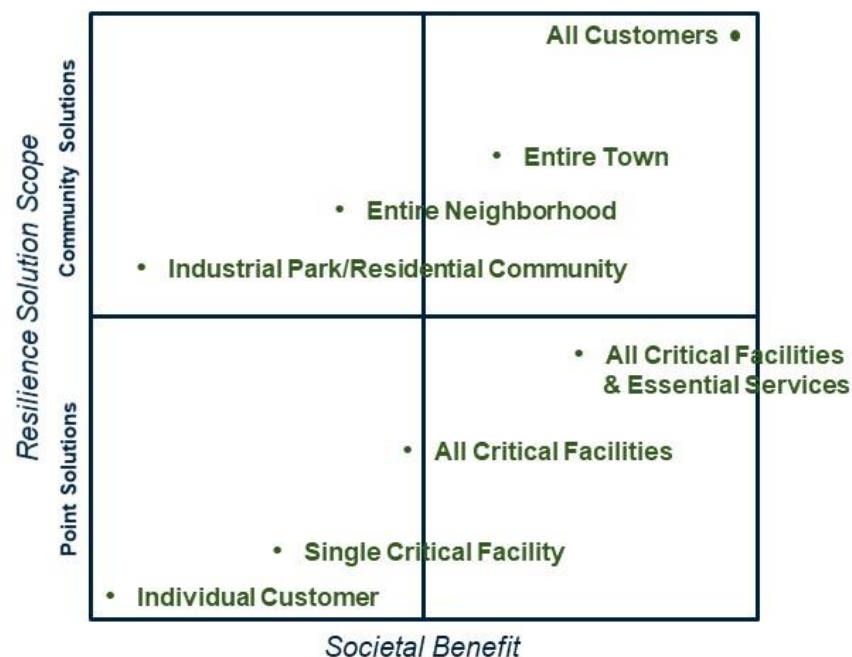 All Customers
Entire Town
Entire Neighborhood
Industrial Park/Residential Community
All Critical Facilities
& Essential Services
All Critical Facilities
Single Critical Facility
Individual Customer
Resilience Solution Scope
Community Solutions
Point Solutions
Societal Benefit